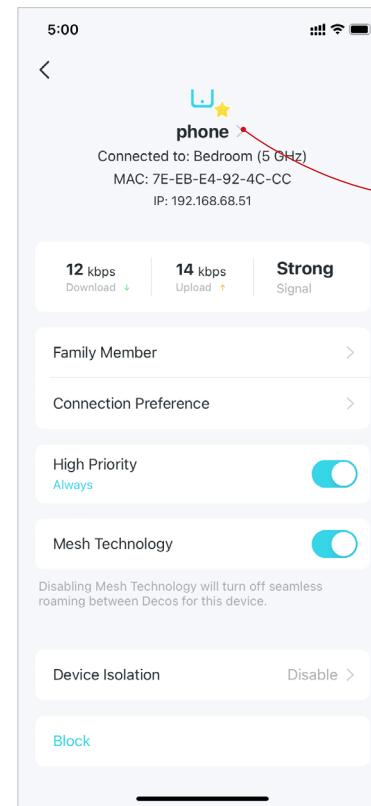 5:00
phone
Connected to: Bedroom (5 GHz)
MAC: 7E-EB-E4-92-4C-CC
IP: 192.168.68.51
12 kbps 14 kbps Strong
Download ↓ Upload ↑ Signal
Family Member
Connection Preference
High Priority
Always
Mesh Technology
Disabling Mesh Technology will turn off seamless
roaming between Decos for this device.
Device Isolation Disable
Block